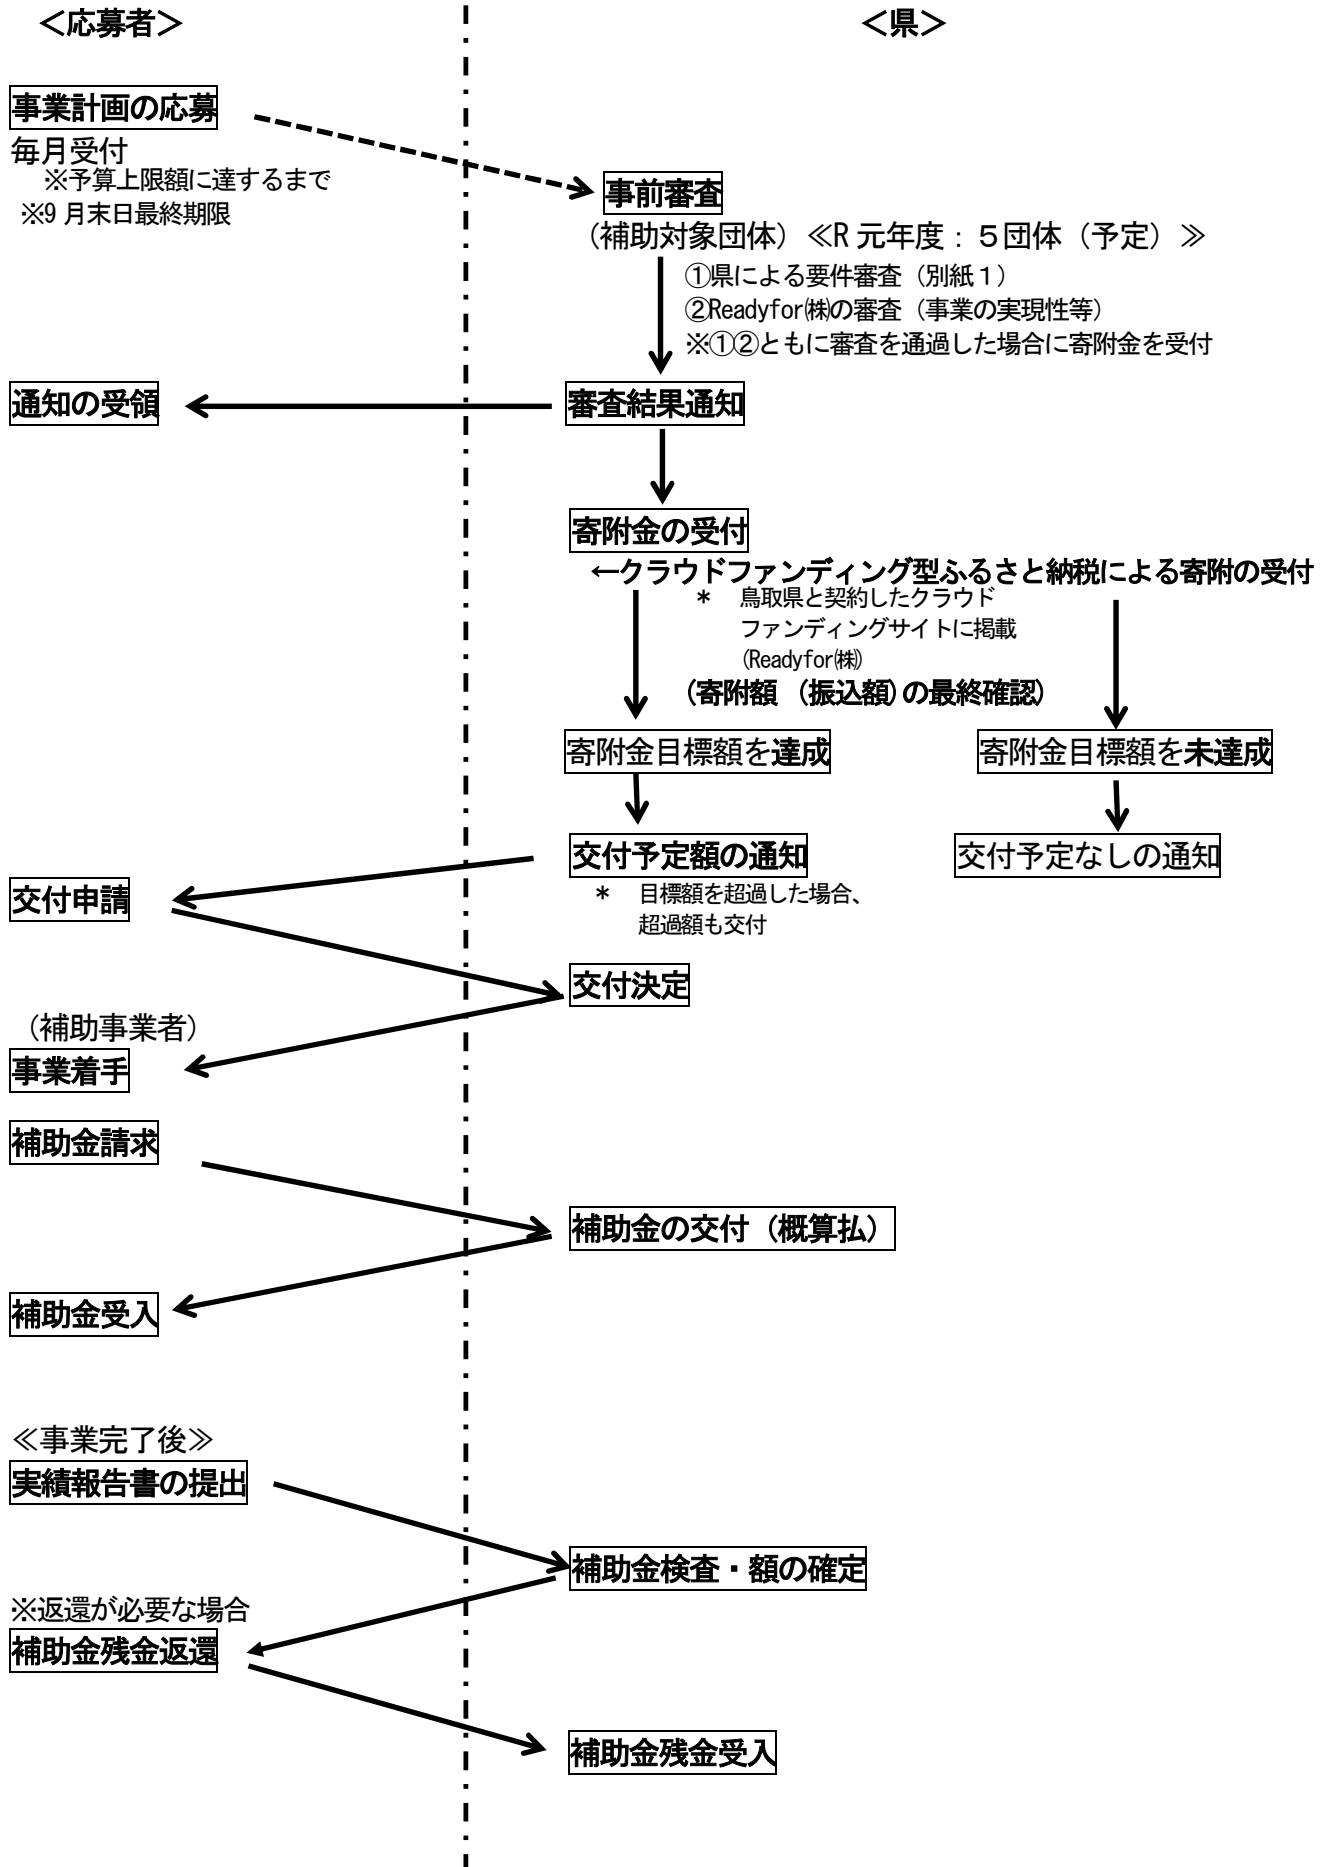 ＜応募者＞
＜県＞
事業計画の応募
毎月受付
※予算上限額に達するまで
※9月末日最終期限
事前審査
（補助対象団体）≪R元年度：５団体（予定）≫
①県による要件審査（別紙１）
②Readyfor㈱の審査（事業の実現性等）
※①②ともに審査を通過した場合に寄附金を受付
通知の受領
審査結果通知
寄附金の受付
←クラウドファンディング型ふるさと納税による寄附の受付
＊　鳥取県と契約したクラウド
ファンディングサイトに掲載
(Readyfor㈱)
（寄附額（振込額）の最終確認）
寄附金目標額を達成
寄附金目標額を未達成
交付予定額の通知
交付予定なしの通知
＊　目標額を超過した場合、
超過額も交付
交付申請
交付決定
（補助事業者）
事業着手
補助金請求
補助金の交付（概算払）
補助金受入
≪事業完了後≫
実績報告書の提出
補助金検査・額の確定
※返還が必要な場合
補助金残金返還
補助金残金受入